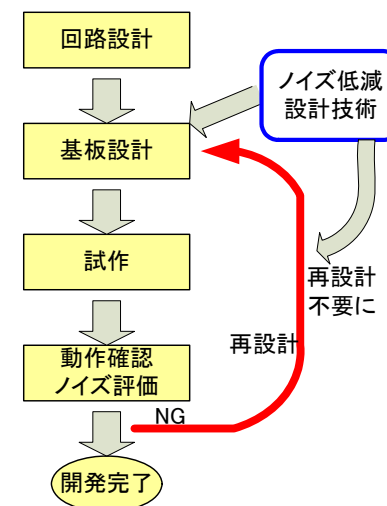 回路設計
ノイズ低減
設計技術
基板設計
試作
再設計
不要に
再設計
動作確認
ノイズ評価
NG
開発完了